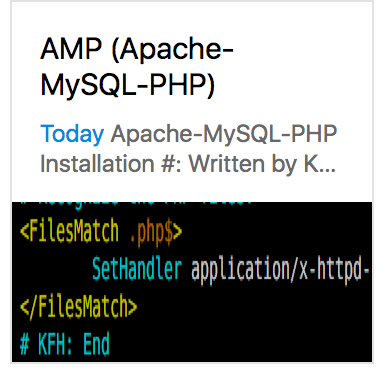 AMP (Apache-
MySQL-PHP)
Today Apache-MySQL-PHP
Installation #: Written by K...
<FilesMatch .php$>
SetHandler application/x-httpd-
</FilesMatch>
# KFH: End